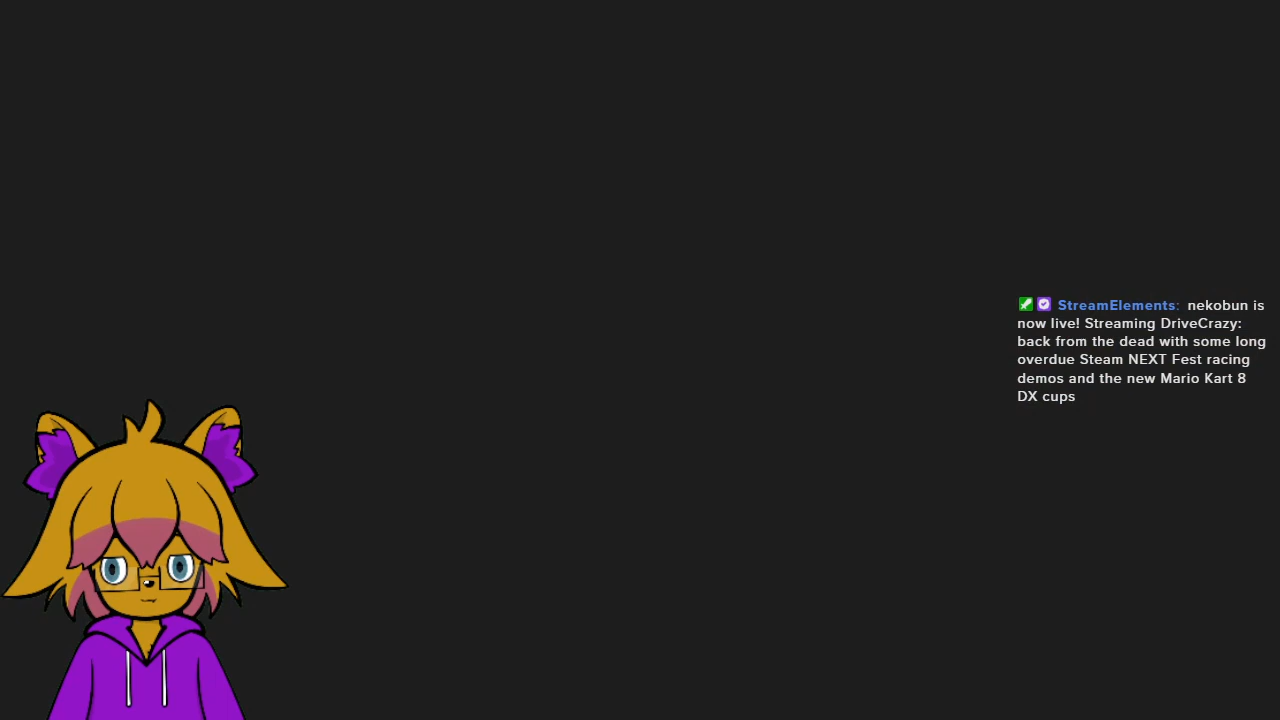 StreamElements: nekobun is
now live! Streaming DriveCrazy:
back from the dead with some long
overdue Steam NEXT Fest racing
demos and the new Mario Kart 8
DX cups